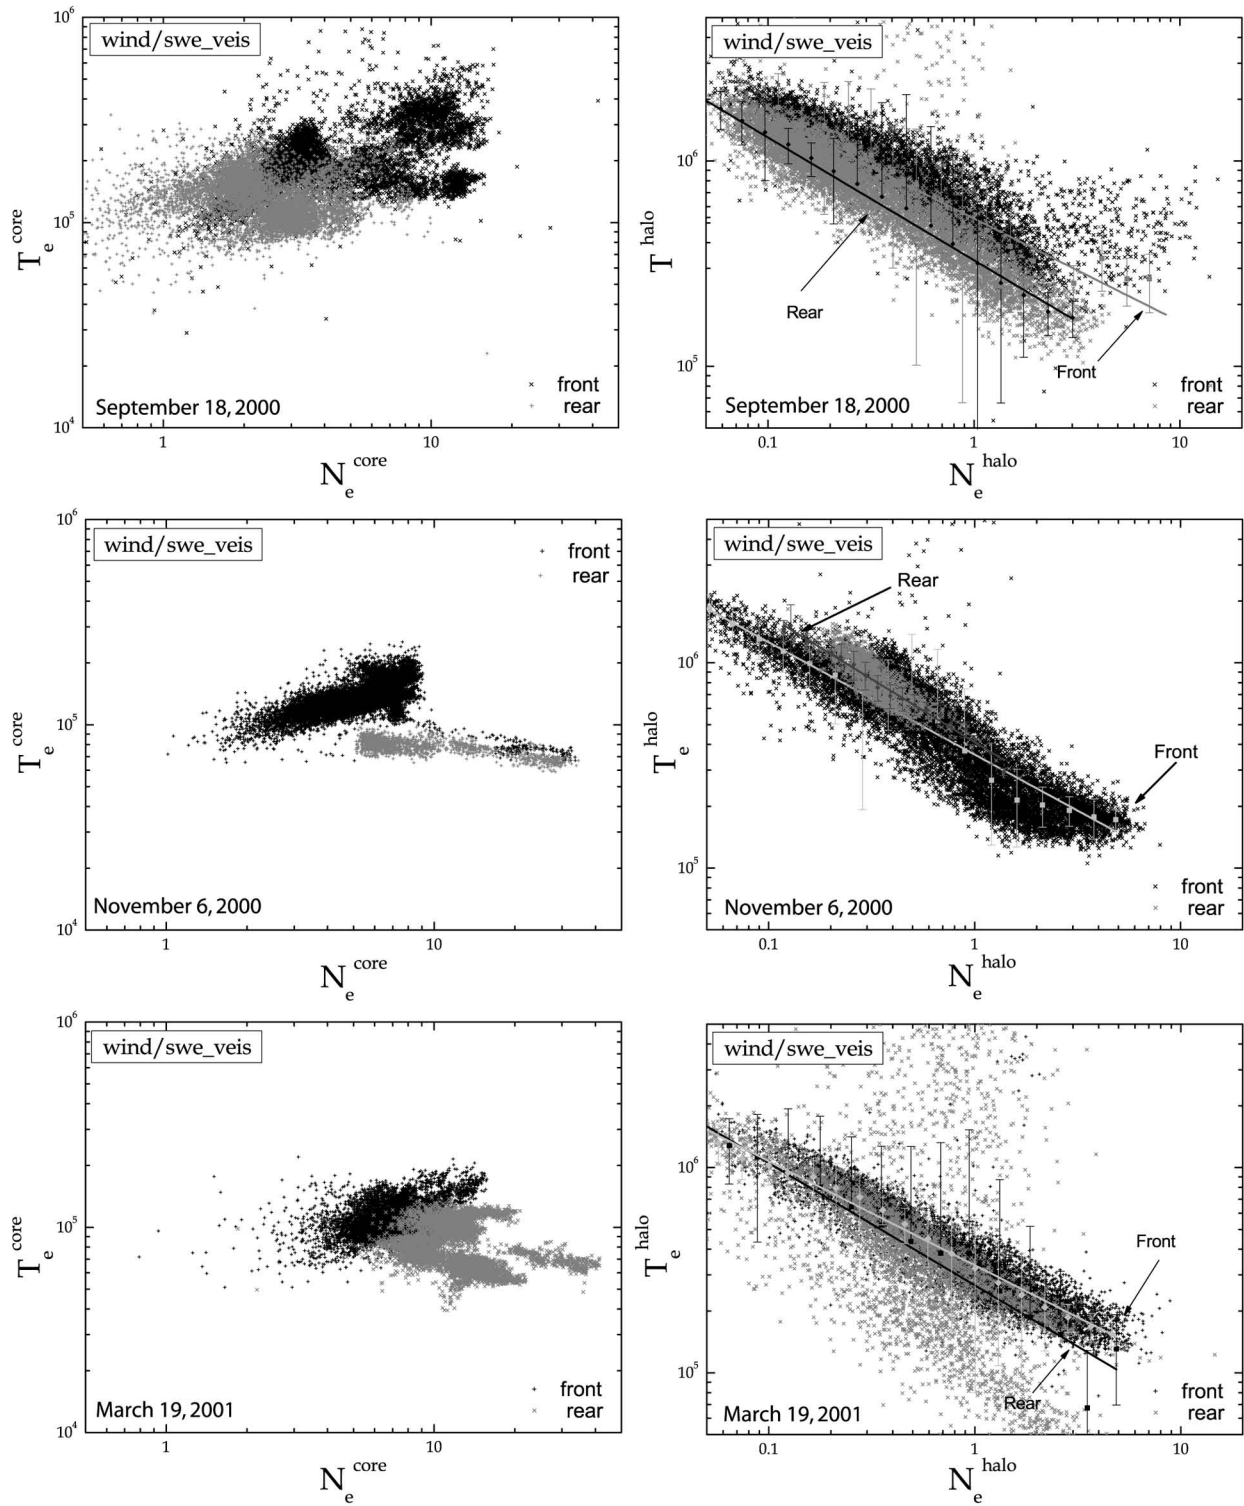 10^6
wind/swe_veis
T_e^core
10^5
10^4
front
rear
September 18, 2000
1
10
N_e^core
wind/swe_veis
T^halo
10^6
10^5
Rear
Front
front
rear
September 18, 2000
0.1
1
10
N_e^halo
10^6
wind/swe_veis
front
rear
T_e^core
10^5
10^4
November 6, 2000
1
10
N_e^core
wind/swe_veis
Rear
T_e^halo
10^6
10^5
Front
front
rear
November 6, 2000
0.1
1
10
N_e^halo
10^6
wind/swe_veis
T_e^core
10^5
10^4
front
rear
March 19, 2001
1
10
N_e^core
wind/swe_veis
T_e^halo
10^6
10^5
Front
Rear
front
rear
March 19, 2001
0.1
1
10
N_e^halo